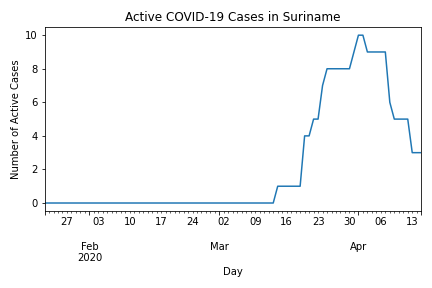 Active COVID-19 Cases in Suriname
10
8
6
4
2
0
Number of Active Cases
27 03 10 17 24 02 09 16 23 30 06 13
Feb Mar Apr
2020
Day